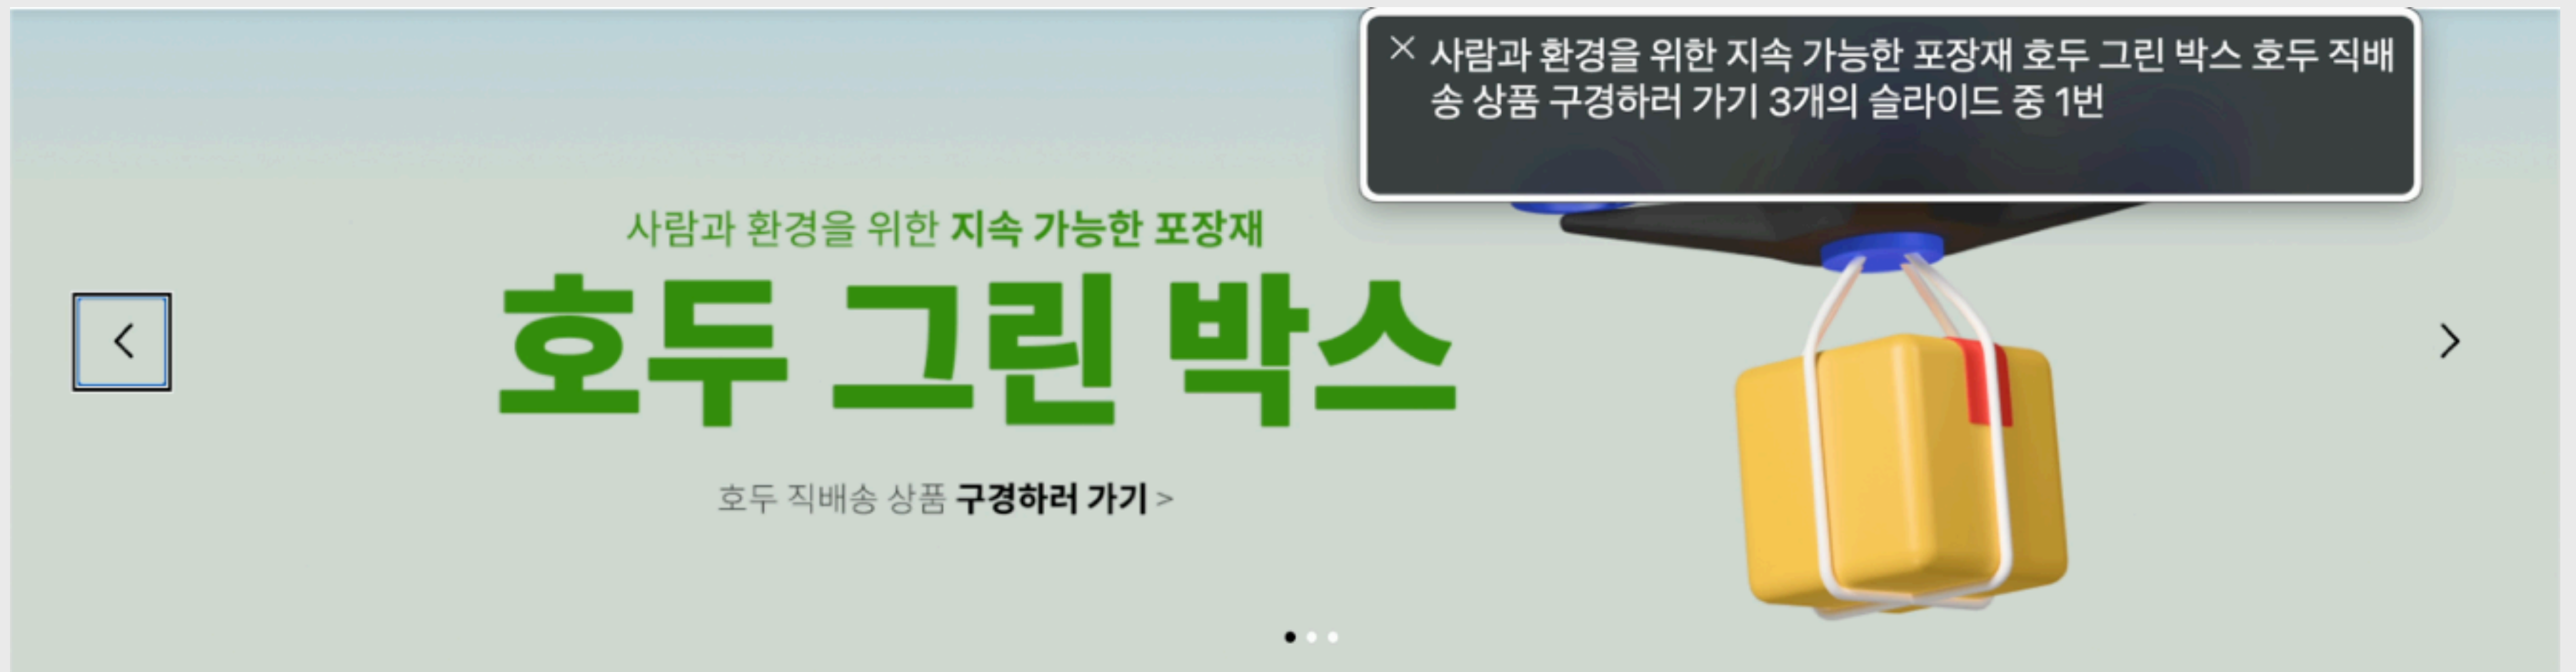 사람과 환경을 위한 지속 가능한 포장재 호두 그린 박스 호두 직배
송 상품 구경하러 가기 3개의 슬라이드 중 1번
사람과 환경을 위한 지속 가능한 포장재
호두 그린 박스
호두 직배송 상품 구경하러 가기 >